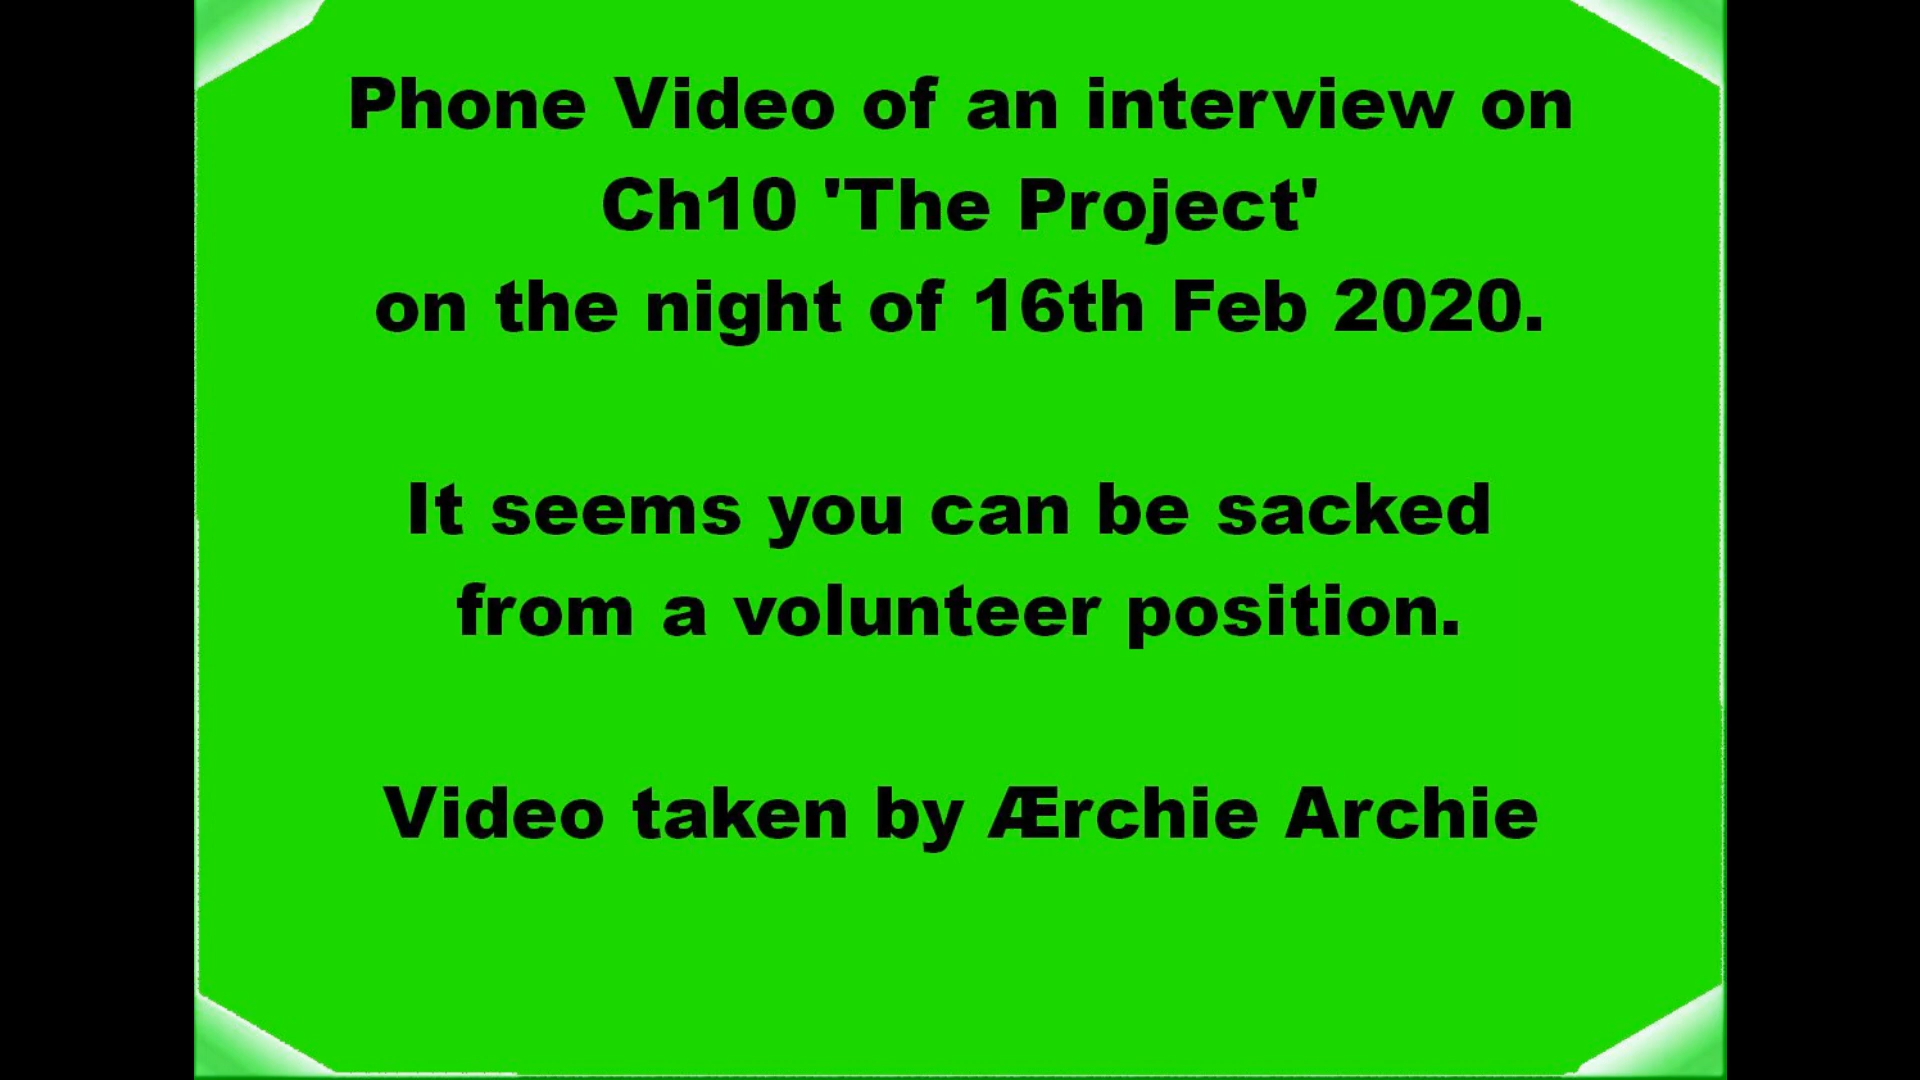 Phone Video of an interview on
Ch10 'The Project'
on the night of 16th Feb 2020.
It seems you can be sacked
from a volunteer position.
Video taken by Ærchie Archie